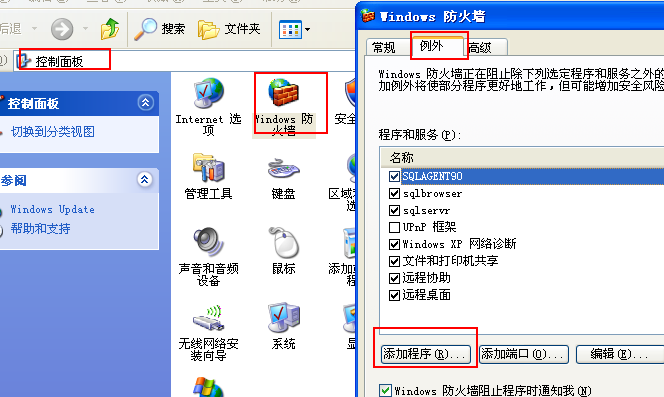 后退
搜索
文件夹
控制面板
控制面板
切换到分类视图
参阅
Windows Update
帮助和支持
Internet 选
项
Windows 防
火墙
安全
管理工具
键盘
区域
选
声音和音频
设备
鼠标
添加
无线网络安
装向导
系统
显
Windows 防火墙
常规
例外
高级
Windows 防火墙正在阻止除下列选定程序和服务之外的
加例外将使部分程序更好地工作，但可能增加安全风险
程序和服务(P):
名称
SQLAGENT90
sqlbrowser
sqlservr
UPnP 框架
Windows XP 网络诊断
文件和打印机共享
远程协助
远程桌面
添加程序(R)...
添加端口(O)...
编辑(E)...
Windows 防火墙阻止程序时通知我(N)